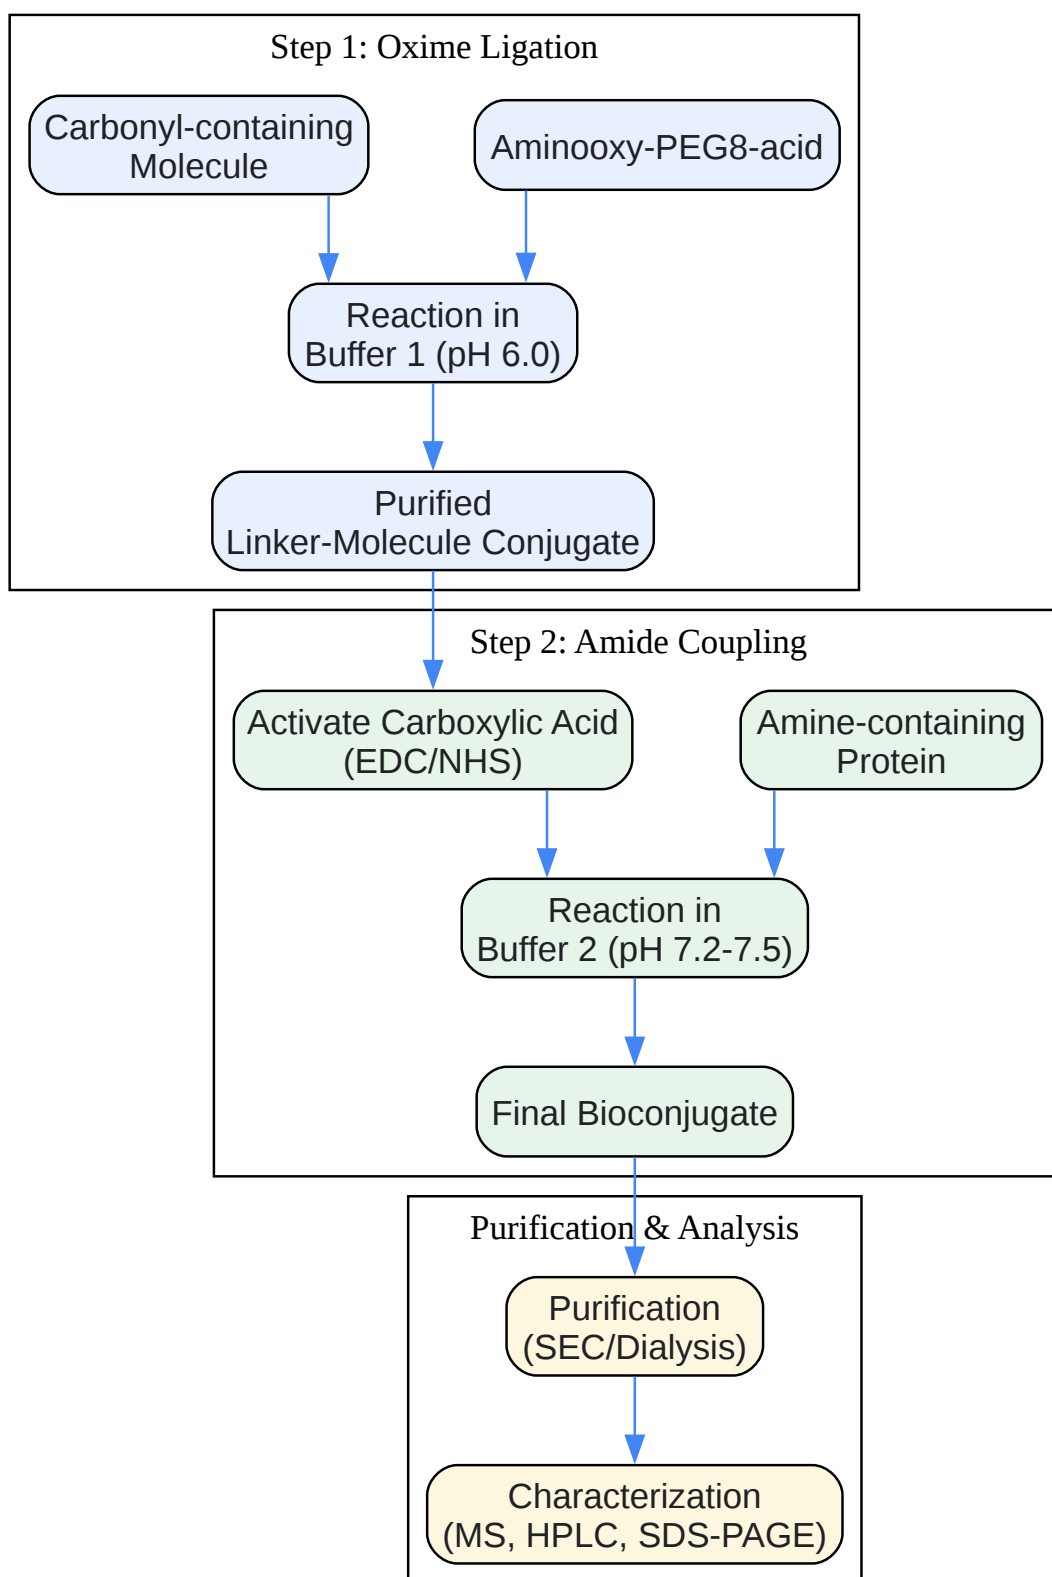 Step 1: Oxime Ligation
Carbonyl-containing
Molecule
Aminooxy-PEG8-acid
Reaction in
Buffer 1 (pH 6.0)
Purified
Linker-Molecule Conjugate
Step 2: Amide Coupling
Activate Carboxylic Acid
(EDC/NHS)
Amine-containing
Protein
Reaction in
Buffer 2 (pH 7.2-7.5)
Final Bioconjugate
Purification & Analysis
Purification
(SEC/Dialysis)
Characterization
(MS, HPLC, SDS-PAGE)